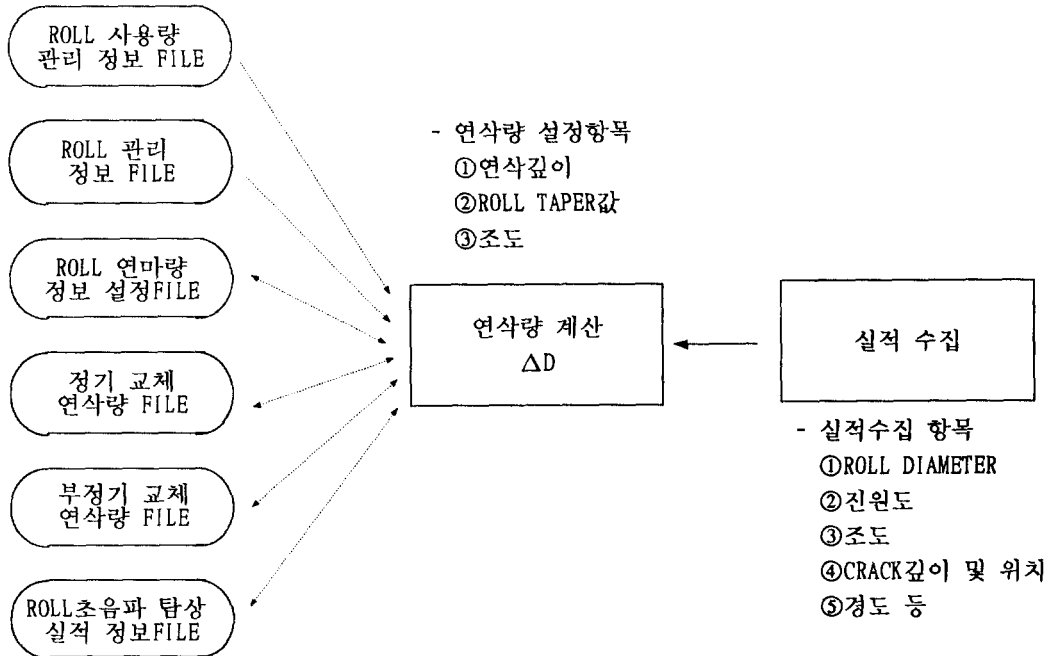 ROLL 사용량
관리 정보 FILE
ROLL 관리
정보 FILE
ROLL 연마량
정보 설정FILE
정기 교체
연삭량 FILE
부정기 교체
연삭량 FILE
ROLL초음파 탐상
실적 정보FILE
- 연삭량 설정항목
①연삭깊이
②ROLL TAPER값
③조도
연삭량 계산
ΔD
실적 수집
- 실적수집 항목
①ROLL DIAMETER
②진원도
③조도
④CRACK깊이 및 위치
⑤경도 등